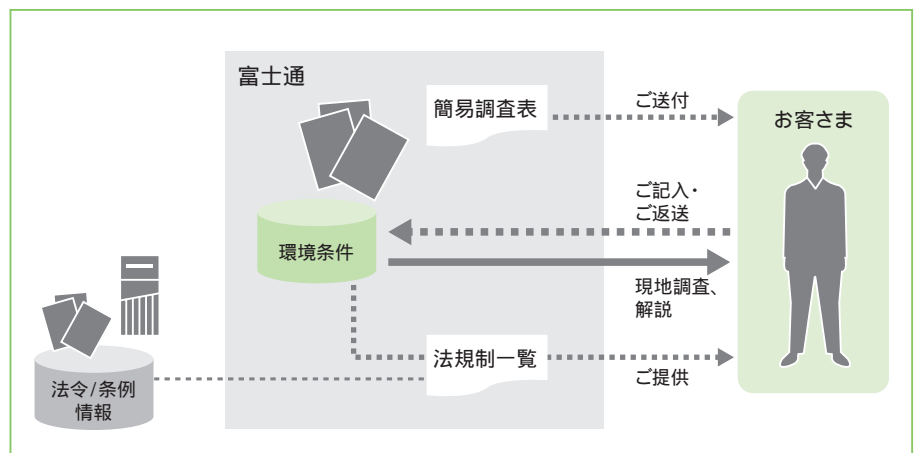 富士通
簡易調査表
ご送付
お客さま
ご記入・
ご返送
環境条件
現地調査、
解説
法規制一覧
ご提供
法令/条例
情報